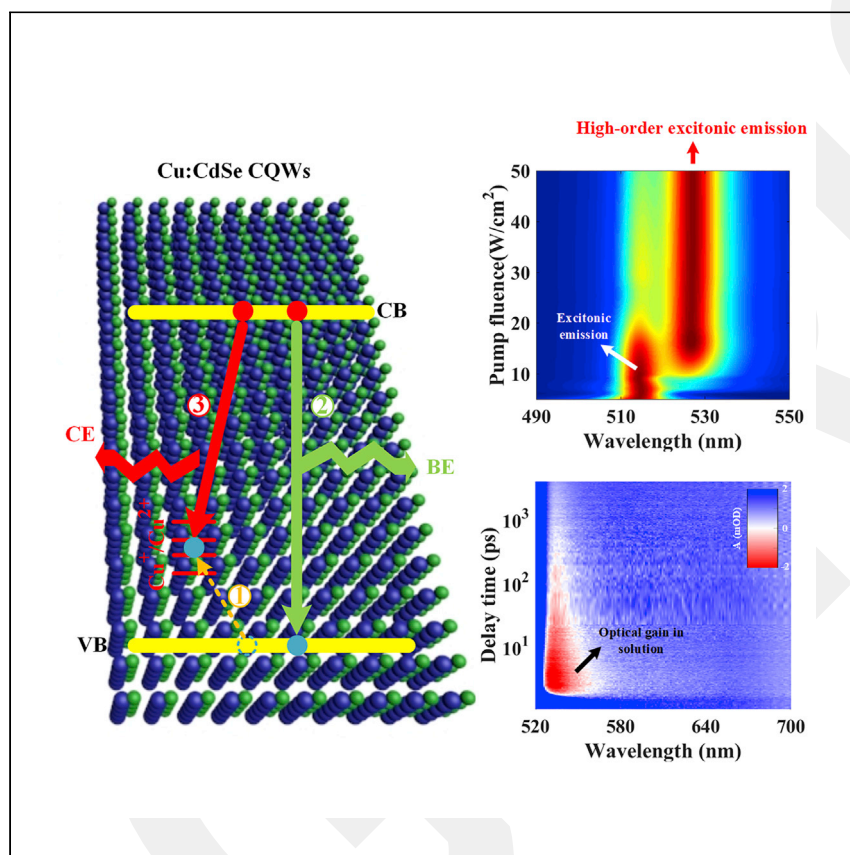 Cu:CdSe CQWs
CB
③
②
CE
BE
Cu⁺/Cu²⁺
①
VB
High-order excitonic emission
50
40
30
20
10
Pump fluence(W/cm²)
Excitonic
emission
490
510
530
550
Wavelength (nm)
10³
10²
10¹
Delay time (ps)
2
0
-2
A (mOD)
Optical gain in
solution
520
580
640
700
Wavelength (nm)